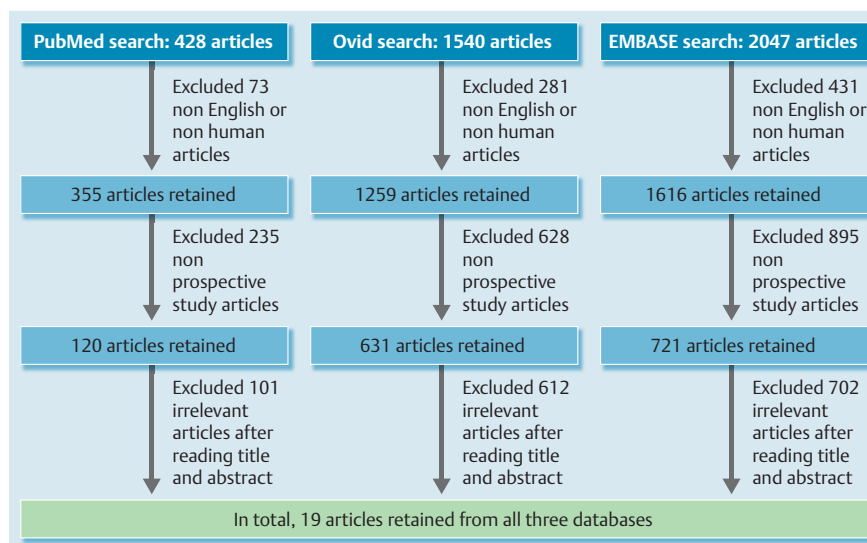 PubMed search: 428 articles
Excluded 73
non English or
non human
articles
355 articles retained
Excluded 235
non
prospective
study articles
120 articles retained
Excluded 101
irrelevant
articles after
reading title
and abstract
Ovid search: 1540 articles
Excluded 281
non English or
non human
articles
1259 articles retained
Excluded 628
non
prospective
study articles
631 articles retained
Excluded 612
irrelevant
articles after
reading title
and abstract
EMBASE search: 2047 articles
Excluded 431
non English or
non human
articles
1616 articles retained
Excluded 895
non
prospective
study articles
721 articles retained
Excluded 702
irrelevant
articles after
reading title
and abstract
In total, 19 articles retained from all three databases